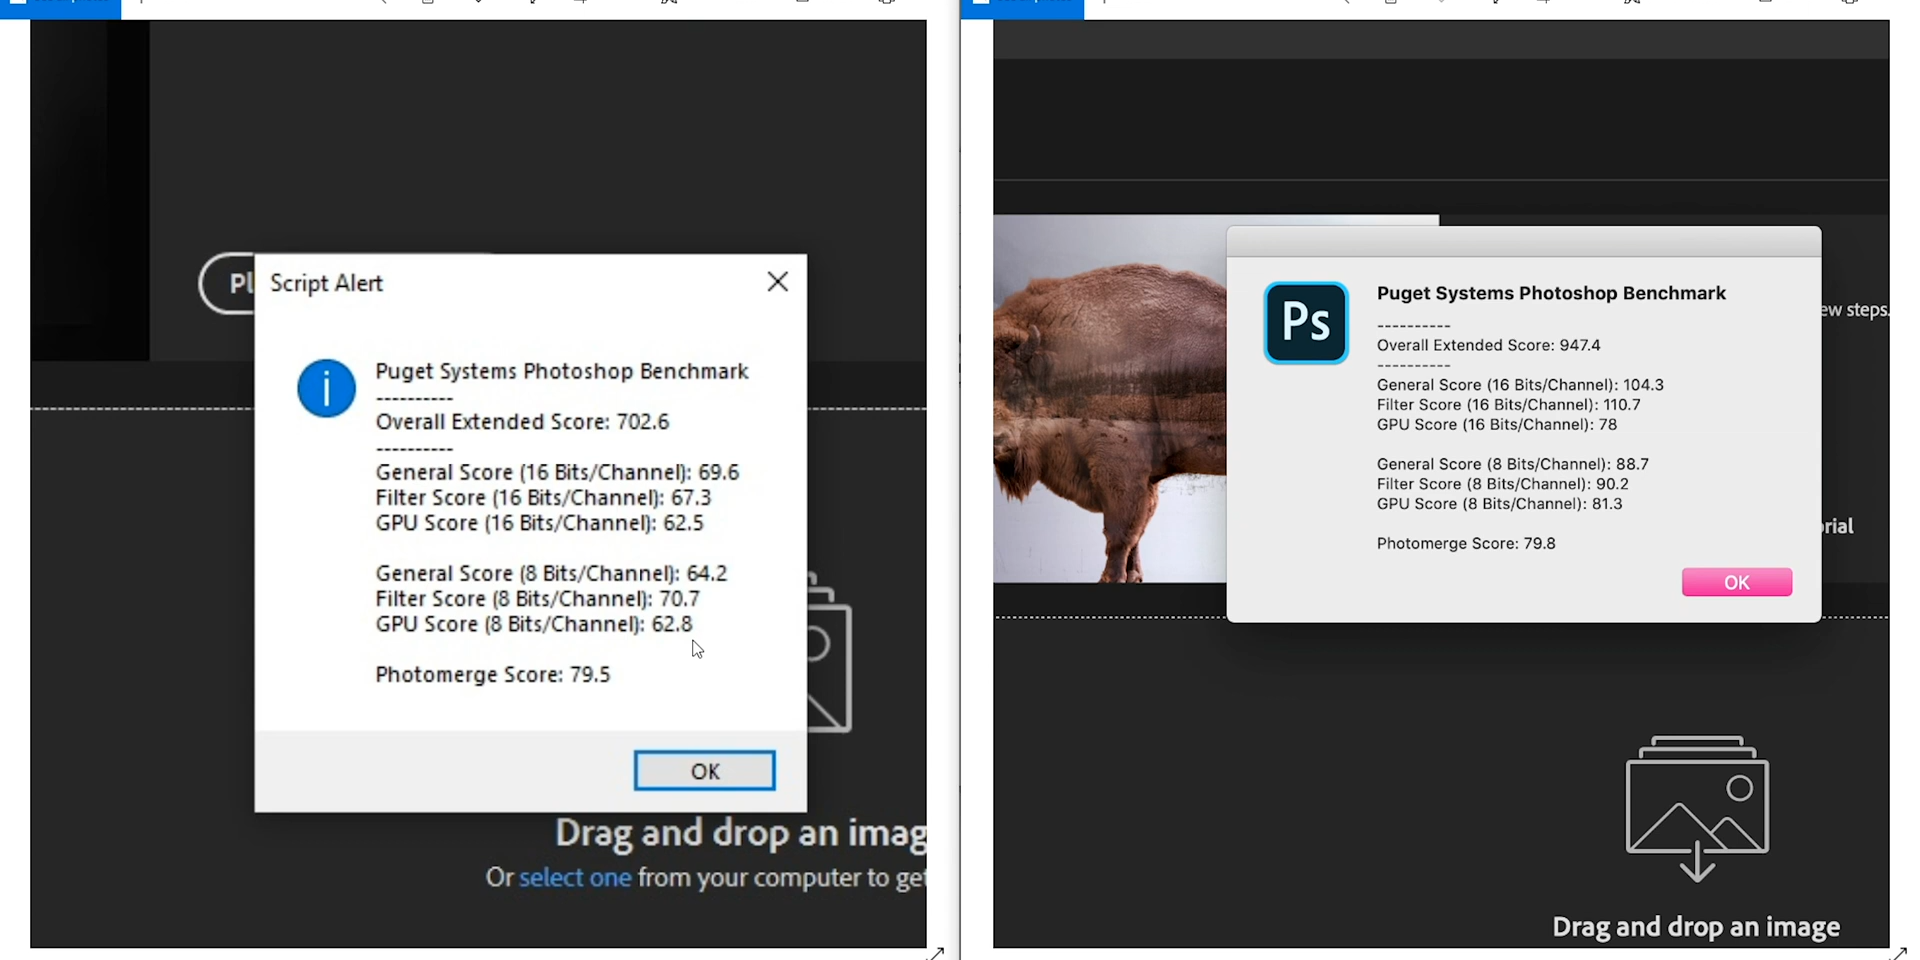 Pl
Script Alert
Puget Systems Photoshop Benchmark
----------
Overall Extended Score: 702.6
----------
General Score (16 Bits/Channel): 69.6
Filter Score (16 Bits/Channel): 67.3
GPU Score (16 Bits/Channel): 62.5
General Score (8 Bits/Channel): 64.2
Filter Score (8 Bits/Channel): 70.7
GPU Score (8 Bits/Channel): 62.8
Photomerge Score: 79.5
OK
Drag and drop an imag
Or select one from your computer to get
Ps
Puget Systems Photoshop Benchmark
----------
Overall Extended Score: 947.4
----------
General Score (16 Bits/Channel): 104.3
Filter Score (16 Bits/Channel): 110.7
GPU Score (16 Bits/Channel): 78
General Score (8 Bits/Channel): 88.7
Filter Score (8 Bits/Channel): 90.2
GPU Score (8 Bits/Channel): 81.3
Photomerge Score: 79.8
OK
ew steps.
orial
Drag and drop an image